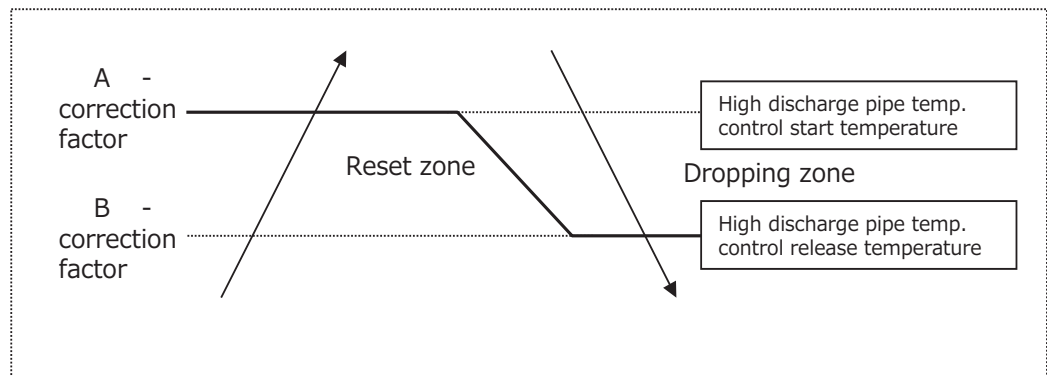 A -
correction
factor
High discharge pipe temp.
control start temperature
Reset zone
Dropping zone
B -
correction
factor
High discharge pipe temp.
control release temperature